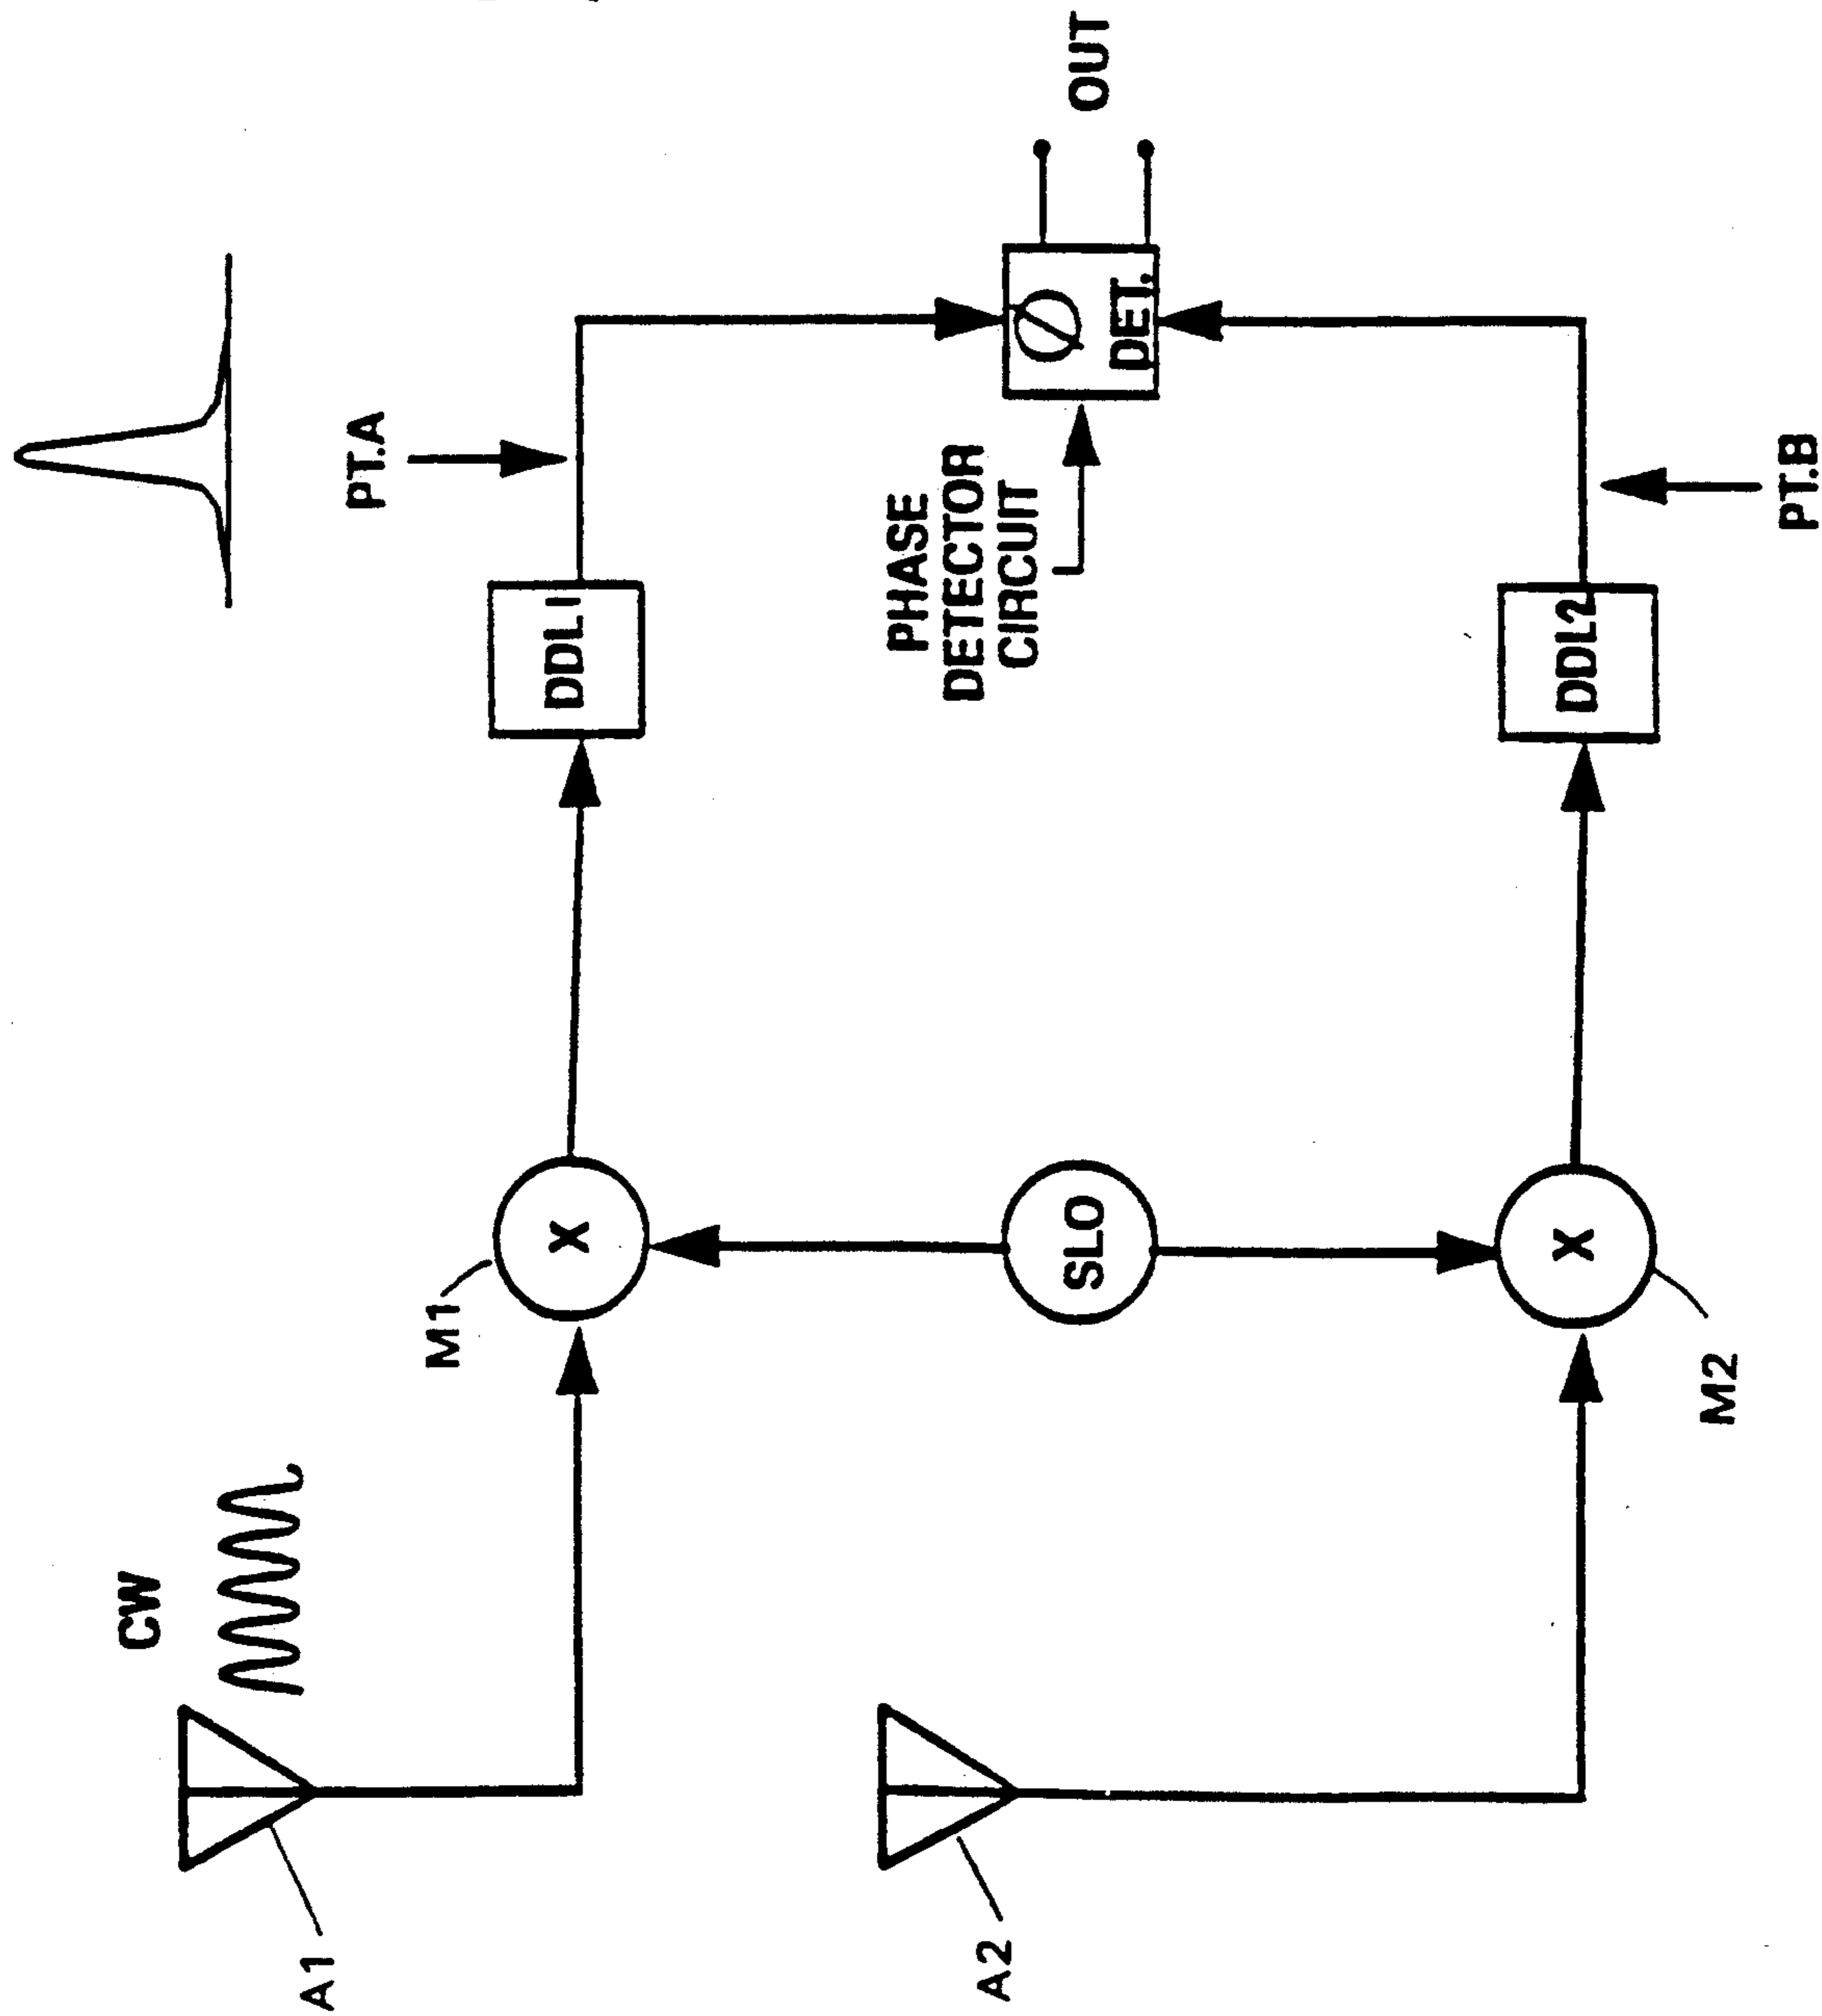 A1
CW
M1
X
DDL1
PT.A
A2
SLO
PHASE
DETECTOR
CIRCUIT
Ø
DET.
OUT
M2
X
DDL2
PT.B